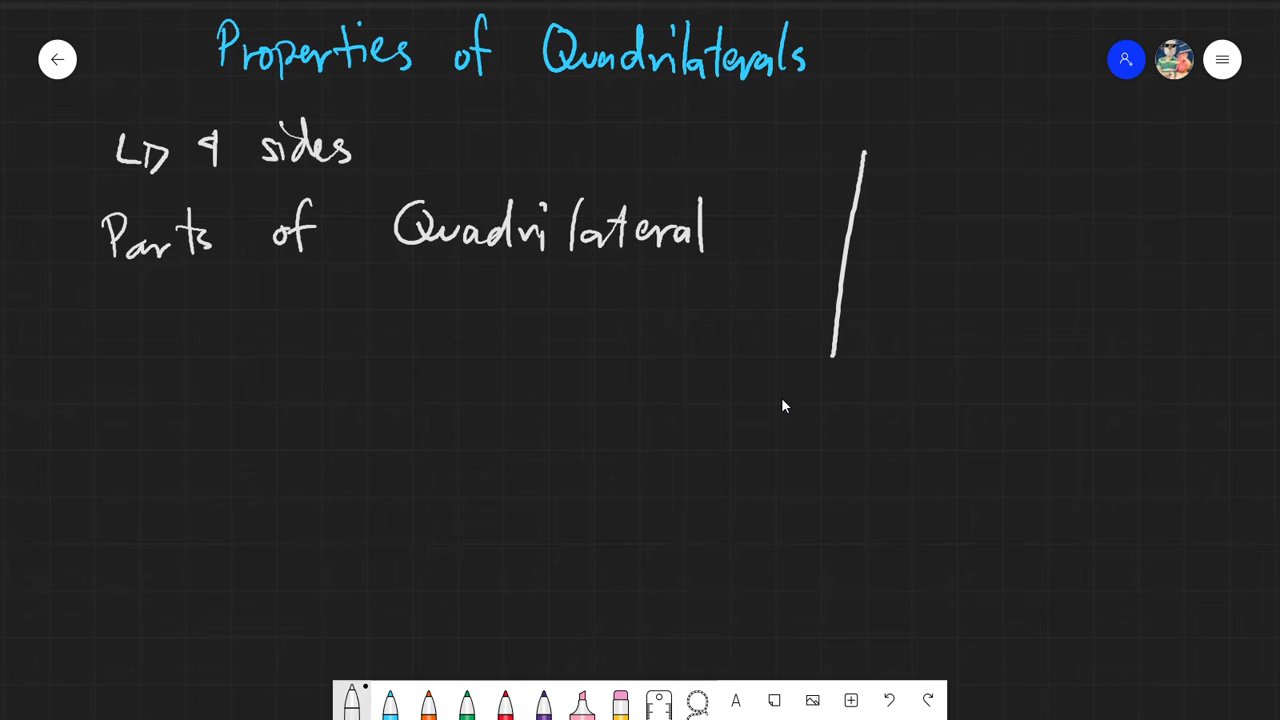 Properties of Quadrilaterals
4 sides
Parts of Quadrilateral